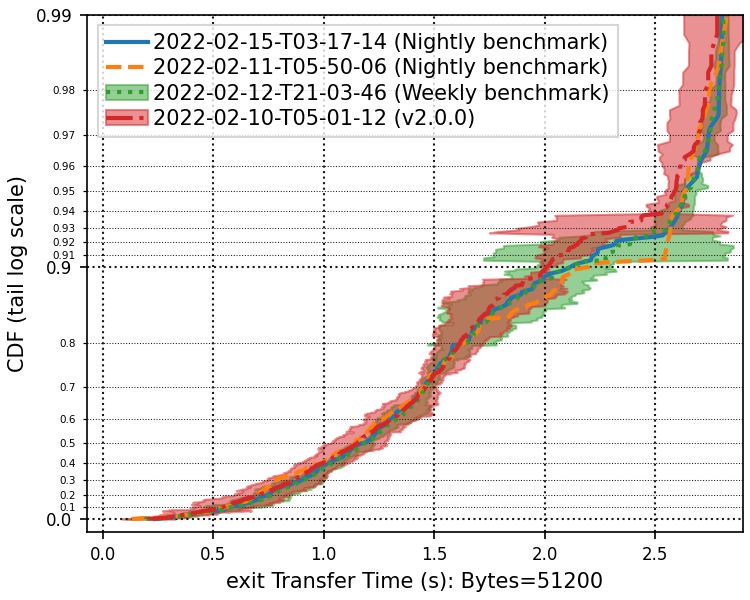 0.99
2022-02-15-T03-17-14 (Nightly benchmark)
2022-02-11-T05-50-06 (Nightly benchmark)
2022-02-12-T21-03-46 (Weekly benchmark)
2022-02-10-T05-01-12 (v2.0.0)
0.98
0.97
0.96
0.95
0.94
0.93
0.92
0.91
0.9
0.8
0.7
0.6
0.5
0.4
0.3
0.2
0.1
0.0
CDF (tail log scale)
0.0 0.5 1.0 1.5 2.0 2.5
exit Transfer Time (s): Bytes=51200